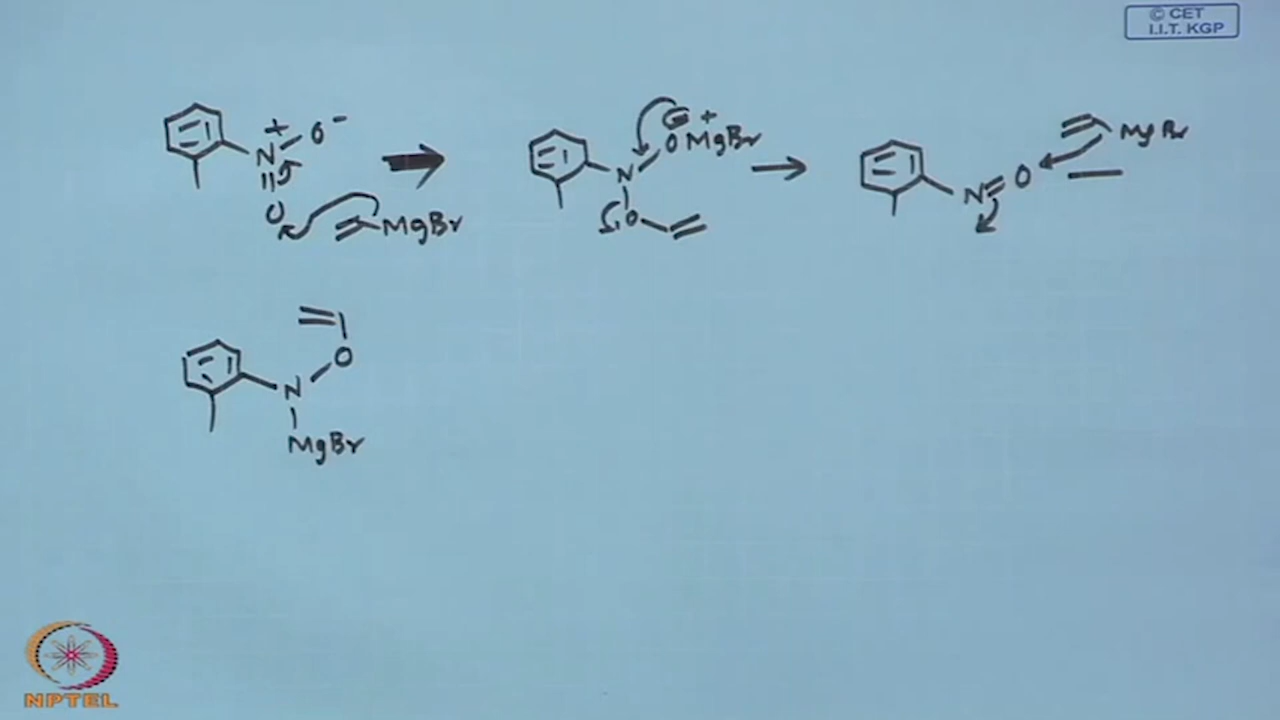 © CET
I.I.T. KGP
N + O -
O
MgBr
N O + MgBr
O
N O MgBr
O
N
MgBr
NPTEL